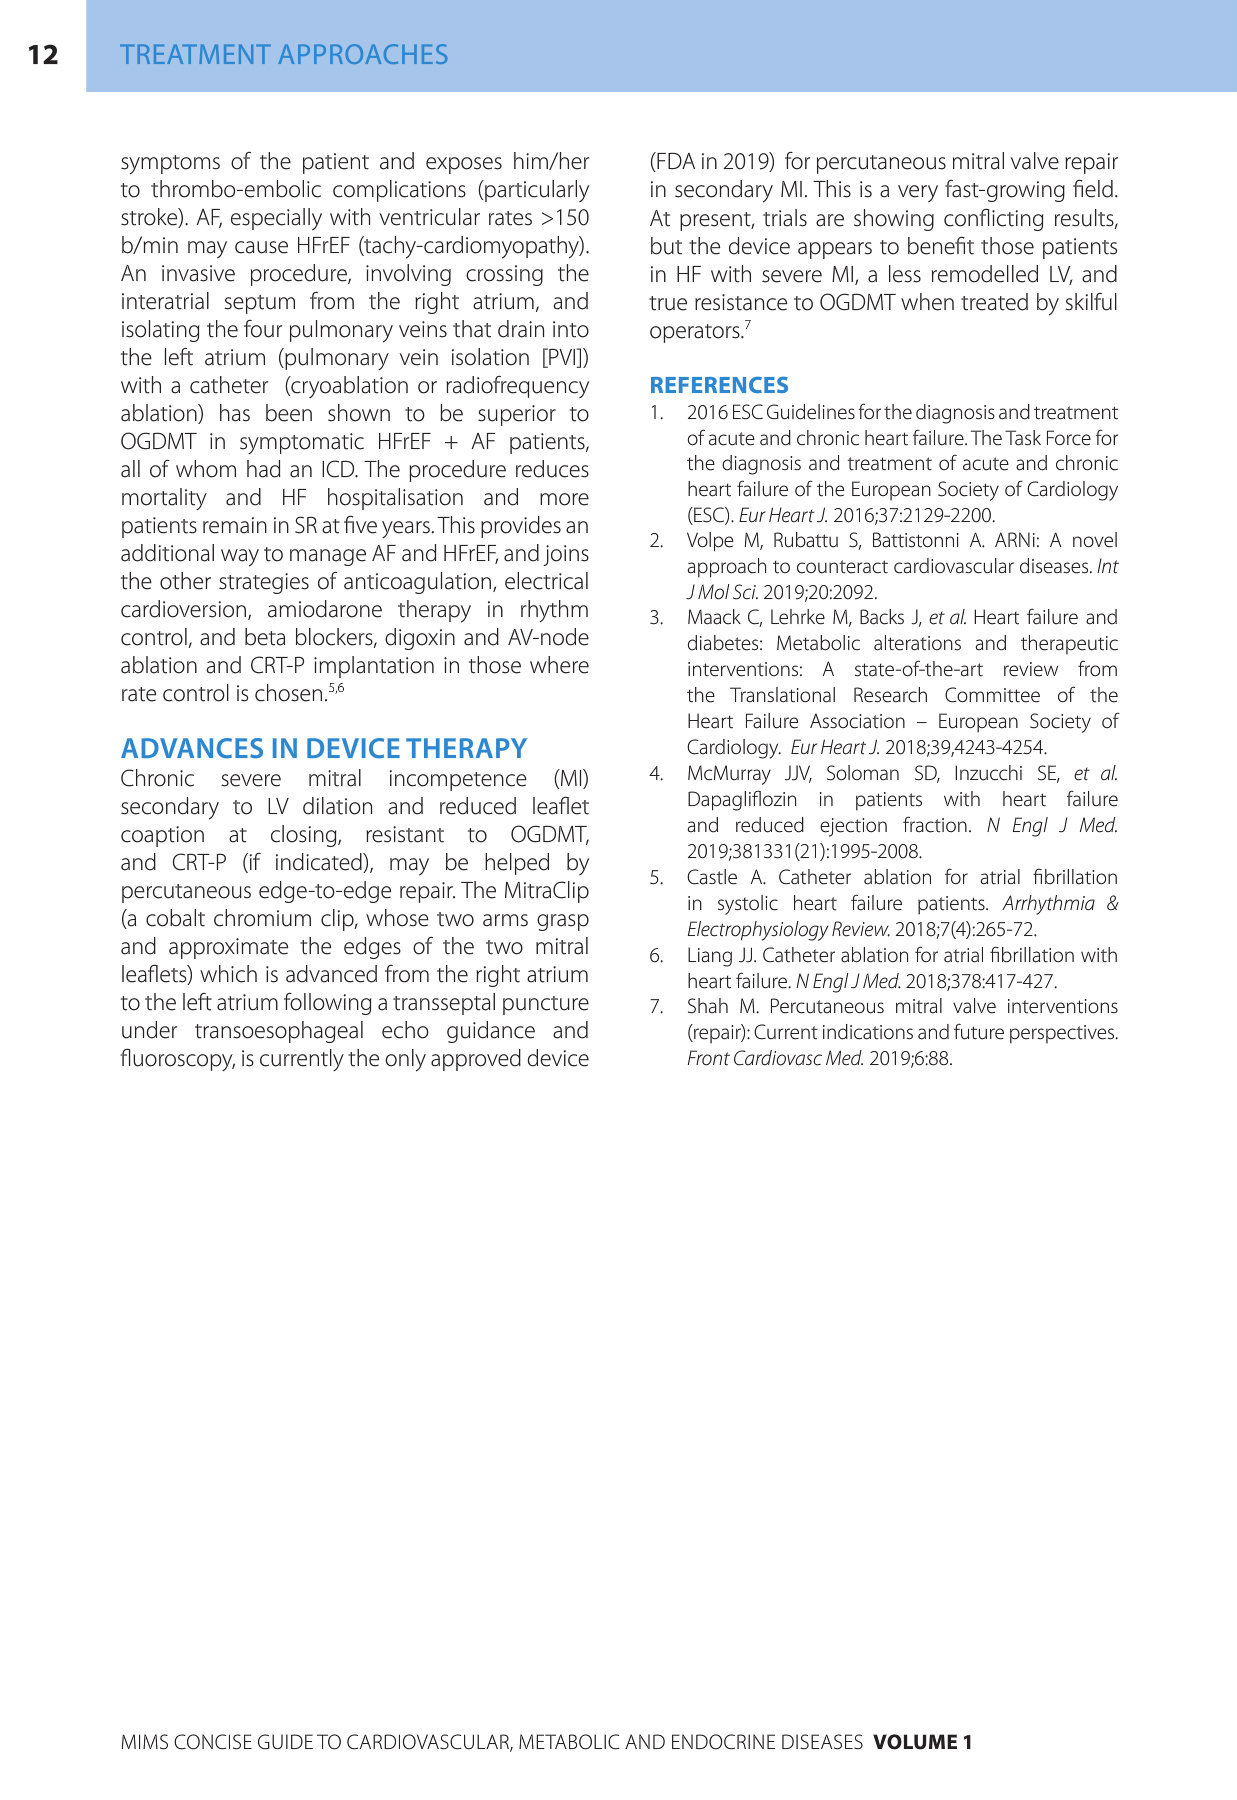 12
TREATMENT APPROACHES
symptoms of the patient and exposes him/her
to thrombo-embolic complications (particularly
stroke). AF, especially with ventricular rates >150
b/min may cause HFrEF (tachy-cardiomyopathy).
An invasive procedure, involving crossing the
interatrial septum from the right atrium, and
isolating the four pulmonary veins that drain into
the left atrium (pulmonary vein isolation [PVI])
with a catheter (cryoablation or radiofrequency
ablation) has been shown to be superior to
OGDMT in symptomatic HFrEF + AF patients,
all of whom had an ICD. The procedure reduces
mortality and HF hospitalisation and more
patients remain in SR at five years. This provides an
additional way to manage AF and HFrEF, and joins
the other strategies of anticoagulation, electrical
cardioversion, amiodarone therapy in rhythm
control, and beta blockers, digoxin and AV-node
ablation and CRT-P implantation in those where
rate control is chosen.5,6
ADVANCES IN DEVICE THERAPY
Chronic severe mitral incompetence (MI)
secondary to LV dilation and reduced leaflet
coaption at closing, resistant to OGDMT,
and CRT-P (if indicated), may be helped by
percutaneous edge-to-edge repair. The MitraClip
(a cobalt chromium clip, whose two arms grasp
and approximate the edges of the two mitral
leaflets) which is advanced from the right atrium
to the left atrium following a transseptal puncture
under transoesophageal echo guidance and
fluoroscopy, is currently the only approved device
(FDA in 2019) for percutaneous mitral valve repair
in secondary MI. This is a very fast-growing field.
At present, trials are showing conflicting results,
but the device appears to benefit those patients
in HF with severe MI, a less remodelled LV, and
true resistance to OGDMT when treated by skilful
operators.7
REFERENCES
1. 2016 ESC Guidelines for the diagnosis and treatment
of acute and chronic heart failure. The Task Force for
the diagnosis and treatment of acute and chronic
heart failure of the European Society of Cardiology
(ESC). Eur Heart J. 2016;37:2129-2200.
2. Volpe M, Rubattu S, Battistonni A. ARNi: A novel
approach to counteract cardiovascular diseases. Int
J Mol Sci. 2019;20:2092.
3. Maack C, Lehrke M, Backs J, et al. Heart failure and
diabetes: Metabolic alterations and therapeutic
interventions: A state-of-the-art review from
the Translational Research Committee of the
Heart Failure Association – European Society of
Cardiology. Eur Heart J. 2018;39,4243-4254.
4. McMurray JJV, Soloman SD, Inzucchi SE, et al.
Dapagliflozin in patients with heart failure
and reduced ejection fraction. N Engl J Med.
2019;381331(21):1995-2008.
5. Castle A. Catheter ablation for atrial fibrillation
in systolic heart failure patients. Arrhythmia &
Electrophysiology Review. 2018;7(4):265-72.
6. Liang JJ. Catheter ablation for atrial fibrillation with
heart failure. N Engl J Med. 2018;378:417-427.
7. Shah M. Percutaneous mitral valve interventions
(repair): Current indications and future perspectives.
Front Cardiovasc Med. 2019;6:88.
MIMS CONCISE GUIDE TO CARDIOVASCULAR, METABOLIC AND ENDOCRINE DISEASES VOLUME 1